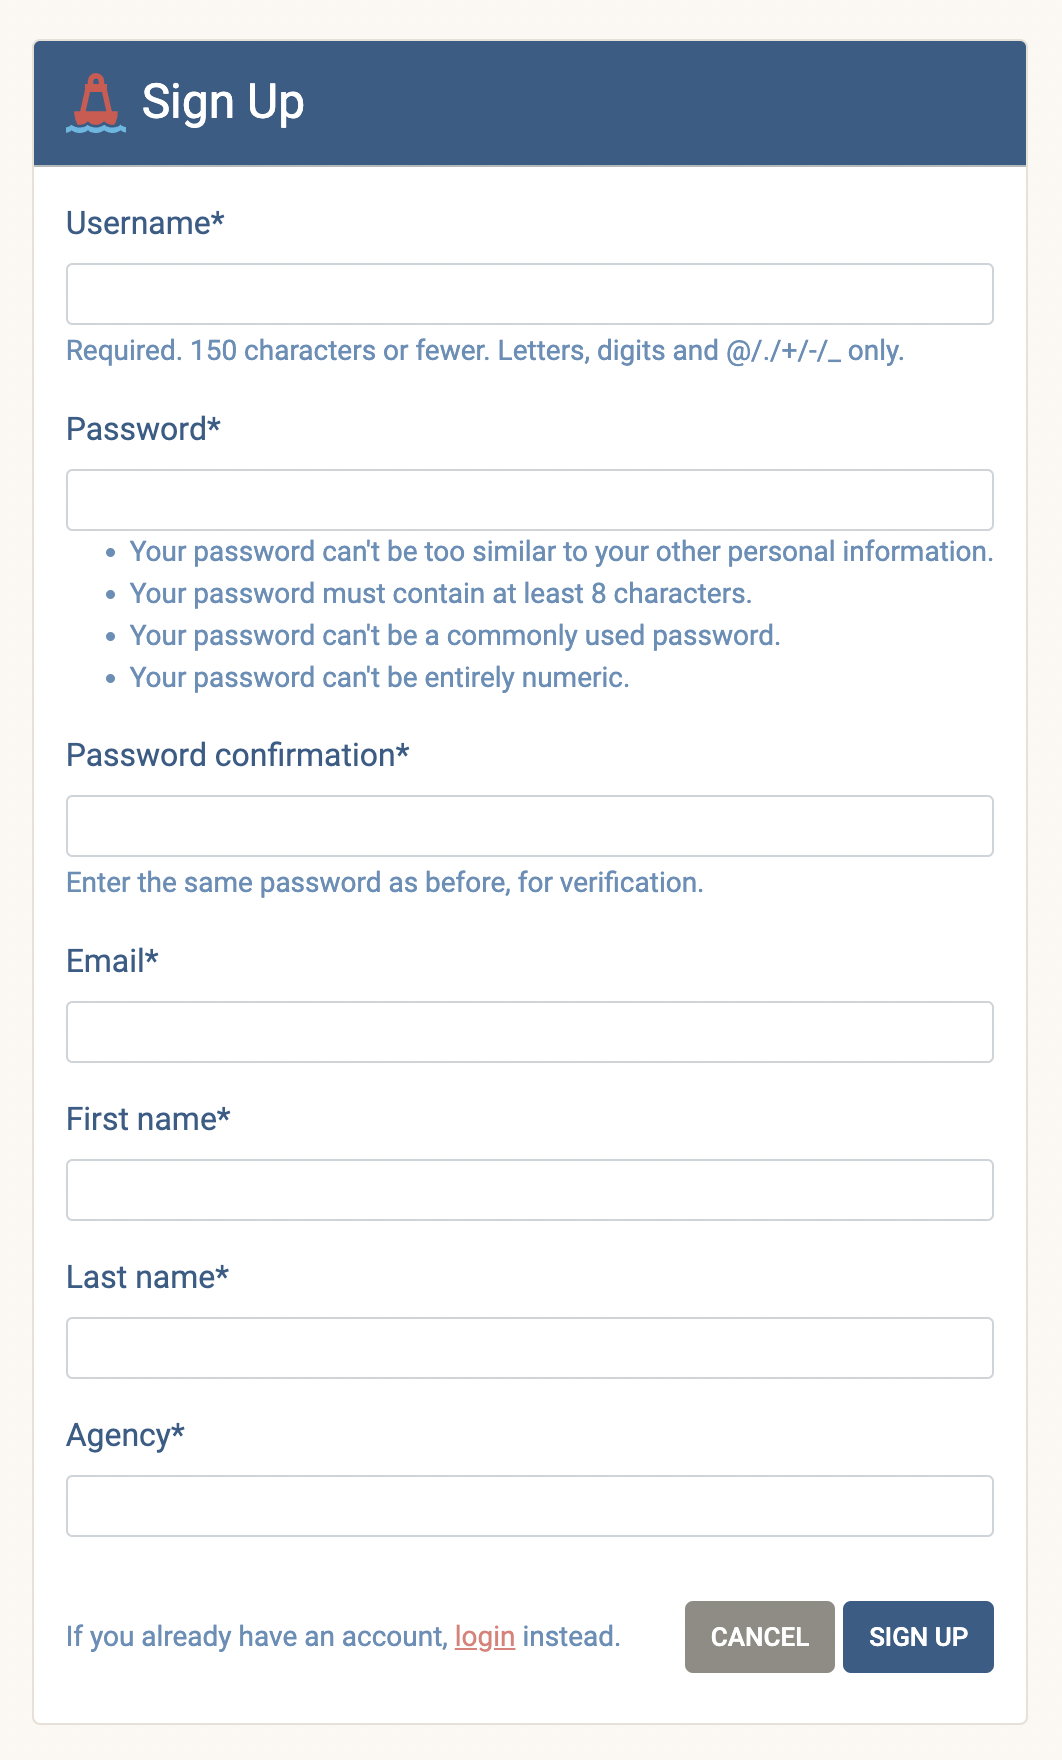 Sign Up
Username*
Required. 150 characters or fewer. Letters, digits and @/./+/-/_ only.
Password*
• Your password can't be too similar to your other personal information.
• Your password must contain at least 8 characters.
• Your password can't be a commonly used password.
• Your password can't be entirely numeric.
Password confirmation*
Enter the same password as before, for verification.
Email*
First name*
Last name*
Agency*
If you already have an account, login instead.
CANCEL
SIGN UP